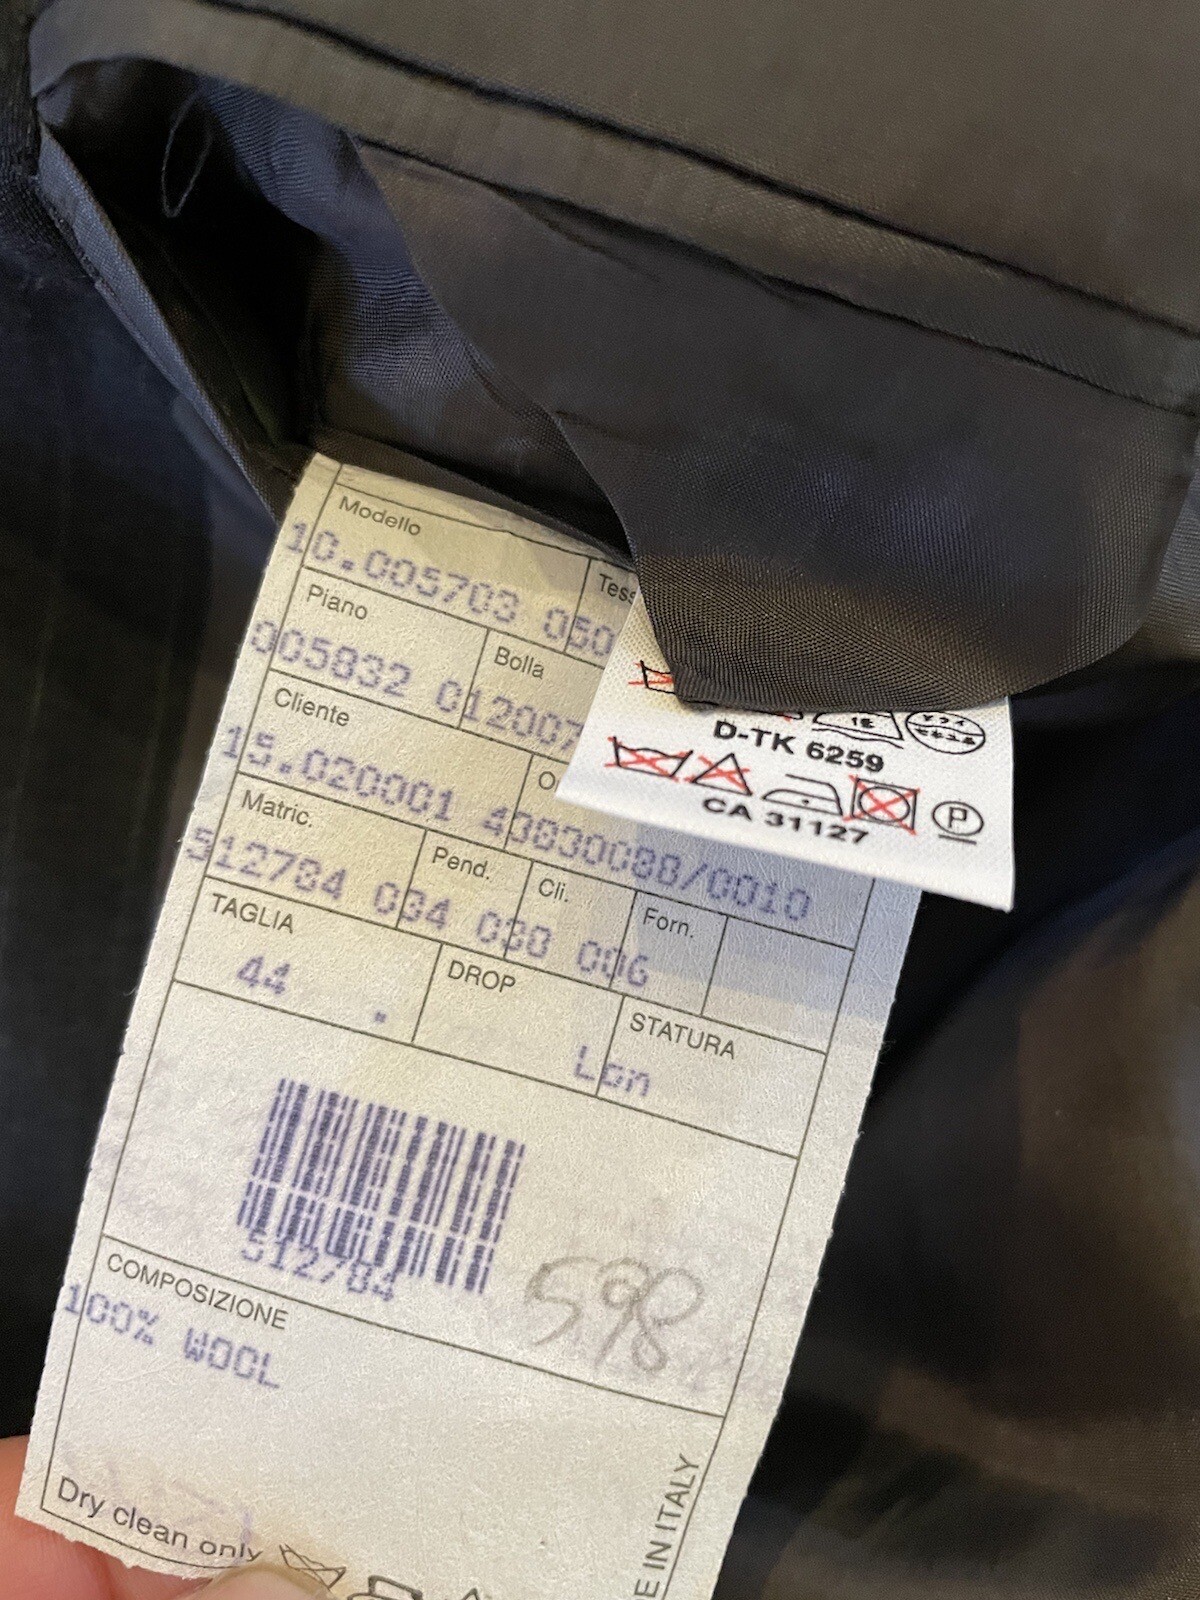 Modello
10.005703 050
Piano
Bolla
005832 012007
Cliente
15.020001 43030088/0010
Matric.
Pend.
Cli.
Forn.
512784 034 030 006
TAGLIA
DROP
STATURA
44
Lon
512784
598
COMPOSIZIONE
100% WOOL
Dry clean only
E IN ITALY
D-TK 6259
P
CA 31127